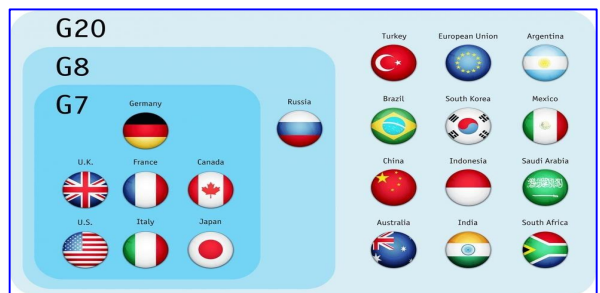 G20
G8
G7
Germany
U.K. France Canada
U.S. Italy Japan
Russia
Turkey European Union Argentina
Brazil South Korea Mexico
China Indonesia Saudi Arabia
Australia India South Africa